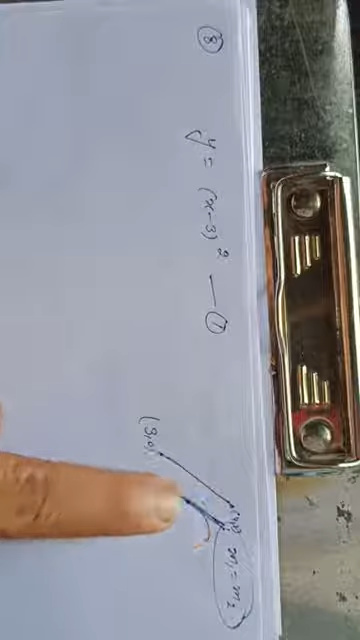 ⑧
y = (x-3)² — ①
(3,0)
m₁ = m₂